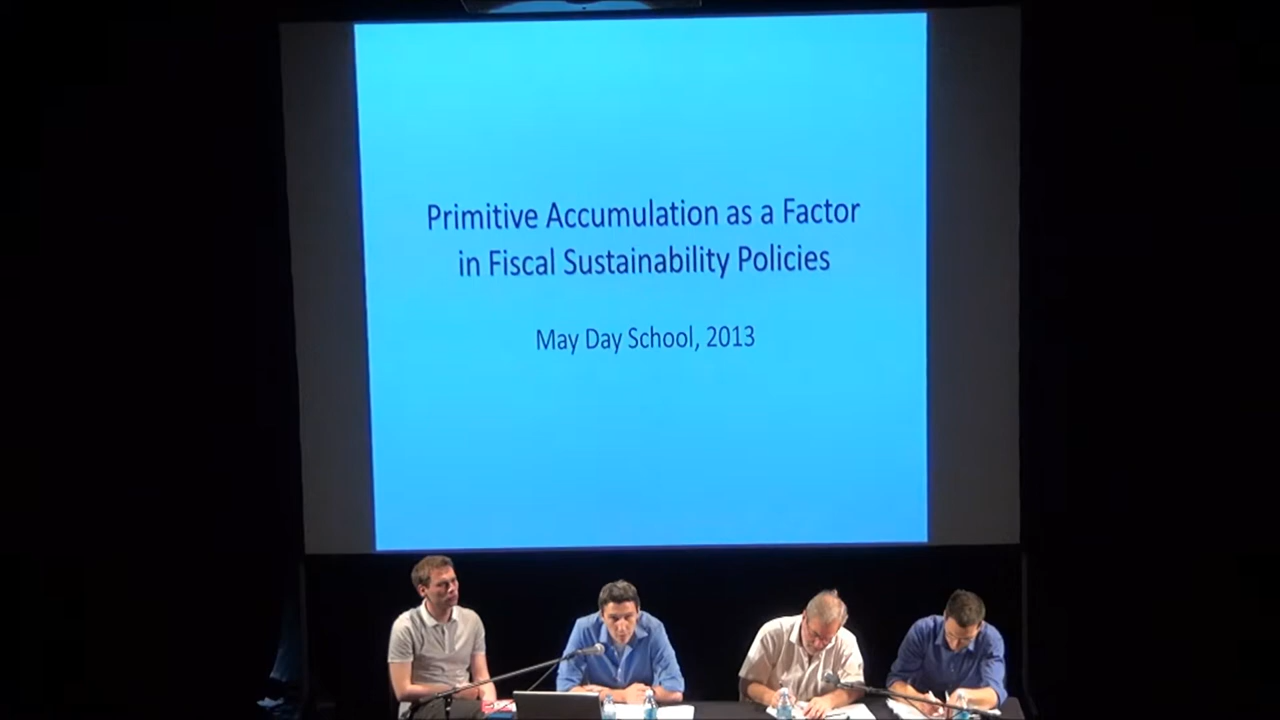 Primitive Accumulation as a Factor
in Fiscal Sustainability Policies
May Day School, 2013